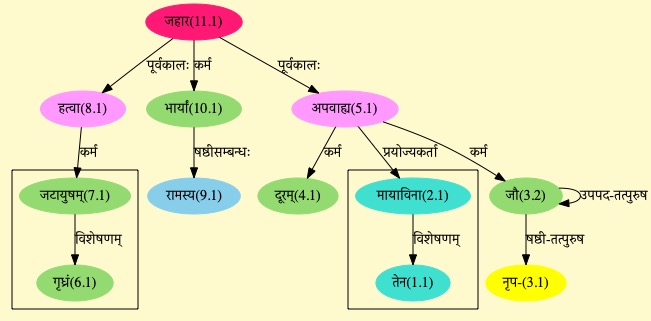 जहार(11.1)
पूर्वकालः कर्म पूर्वकालः
हत्वा(8.1) भार्यां(10.1) अपवाह्य(5.1)
कर्म षष्ठीसम्बन्धः कर्म प्रयोज्यकर्ता कर्म
जटायुषम्(7.1) रामस्य(9.1) दूरम्(4.1) मायाविना(2.1) जौ(3.2) उपपद-तत्पुरुष
विशेषणम् विशेषणम् षष्ठी-तत्पुरुष
गृध्रं(6.1) तेन(1.1) नृप-(3.1)